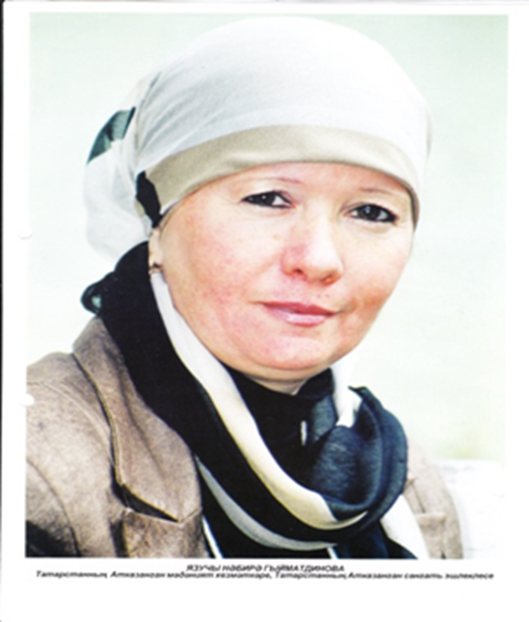 ЯЗУЧЫ НӘБИРӘ ГЫЙМАТДИНОВА
Татарстанның Атказанган мәдәният хезмәткәре, Татарстанның Атказанган сәнгать эшлеклесе